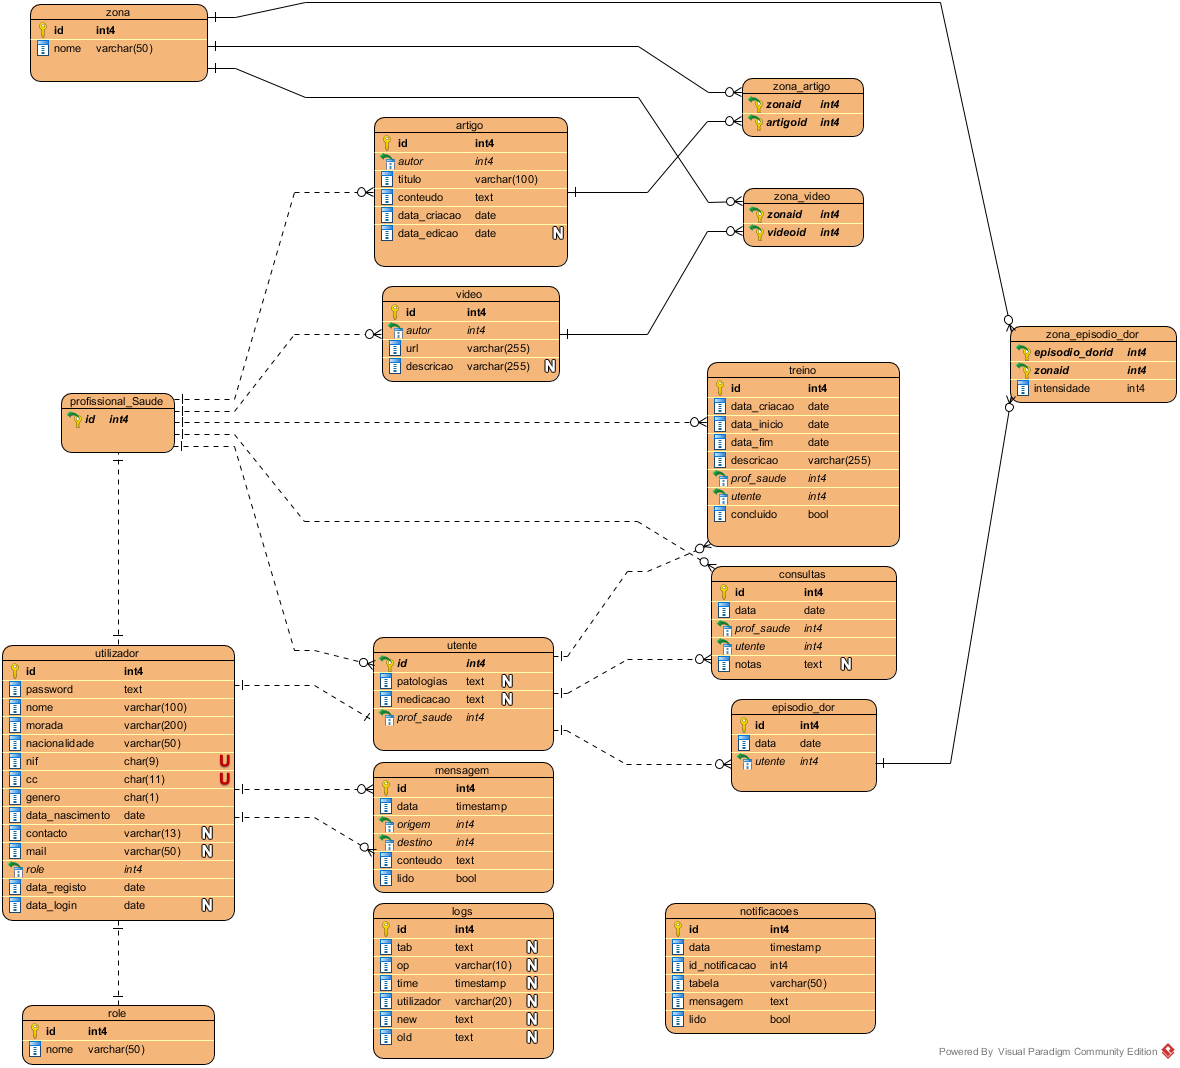 zona
id int4
nome varchar(50)
zona_artigo
zonaid int4
artigoid int4
artigo
id int4
autor int4
titulo varchar(100)
conteudo text
data_criacao date
data_edicao date N
zona_video
zonaid int4
videoid int4
video
id int4
autor int4
url varchar(255)
descricao varchar(255) N
zona_episodio_dor
episodio_dorid int4
zonaid int4
intensidade int4
treino
id int4
data_criacao date
data_inicio date
data_fim date
descricao varchar(255)
prof_saude int4
utente int4
concluido bool
profissional_Saude
id int4
consultas
id int4
data date
prof_saude int4
utente int4
notas text N
utente
id int4
patologias text N
medicacao text N
prof_saude int4
utilizador
id int4
password text
nome varchar(100)
morada varchar(200)
nacionalidade varchar(50)
nif char(9) U
cc char(11) U
genero char(1)
data_nascimento date
contacto varchar(13) N
mail varchar(50) N
role int4
data_registo date
data_login date N
episodio_dor
id int4
data date
utente int4
mensagem
id int4
data timestamp
origem int4
destino int4
conteudo text
lido bool
logs
id int4
tab text N
op varchar(10) N
time timestamp N
utilizador varchar(20) N
new text N
old text N
notificacoes
id int4
data timestamp
id_notificacao int4
tabela varchar(50)
mensagem text
lido bool
role
id int4
nome varchar(50)
Powered By Visual Paradigm Community Edition